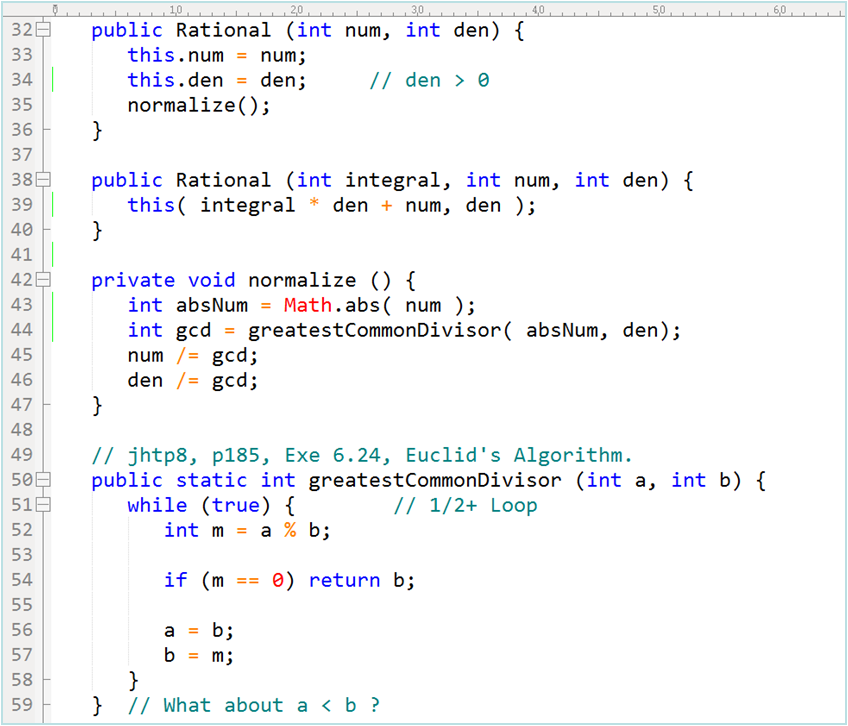 0 10 20 30 40 50 60
32 public Rational (int num, int den) {
33 this.num = num;
34 this.den = den; // den > 0
35 normalize();
36 }
37
38 public Rational (int integral, int num, int den) {
39 this( integral * den + num, den );
40 }
41
42 private void normalize () {
43 int absNum = Math.abs( num );
44 int gcd = greatestCommonDivisor( absNum, den);
45 num /= gcd;
46 den /= gcd;
47 }
48
49 // jhtp8, p185, Exe 6.24, Euclid's Algorithm.
50 public static int greatestCommonDivisor (int a, int b) {
51 while (true) { // 1/2+ Loop
52 int m = a % b;
53
54 if (m == 0) return b;
55
56 a = b;
57 b = m;
58 }
59 } // What about a < b ?